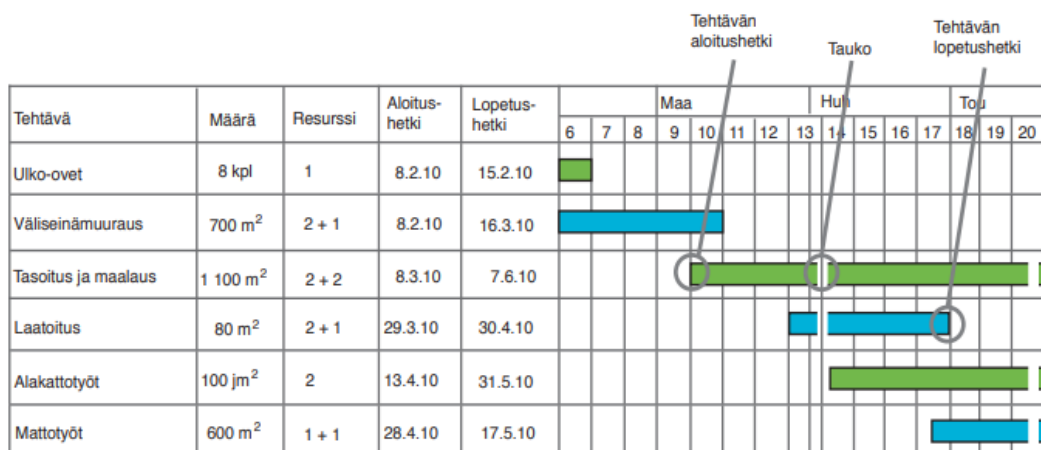 Tehtävän
aloitushetki
Tauko
Tehtävän
lopetushetki
Tehtävä
Määrä
Resurssi
Aloitus-
hetki
Lopetus-
hetki
Maa
Huh
Tou
6 7 8 9 10 11 12 13 14 15 16 17 18 19 20
Ulko-ovet 8 kpl 1 8.2.10 15.2.10
Väliseinämuuraus 700 m² 2 + 1 8.2.10 16.3.10
Tasoitus ja maalaus 1 100 m² 2 + 2 8.3.10 7.6.10
Laatoitus 80 m² 2 + 1 29.3.10 30.4.10
Alakattotyöt 100 jm² 2 13.4.10 31.5.10
Mattotyöt 600 m² 1 + 1 28.4.10 17.5.10